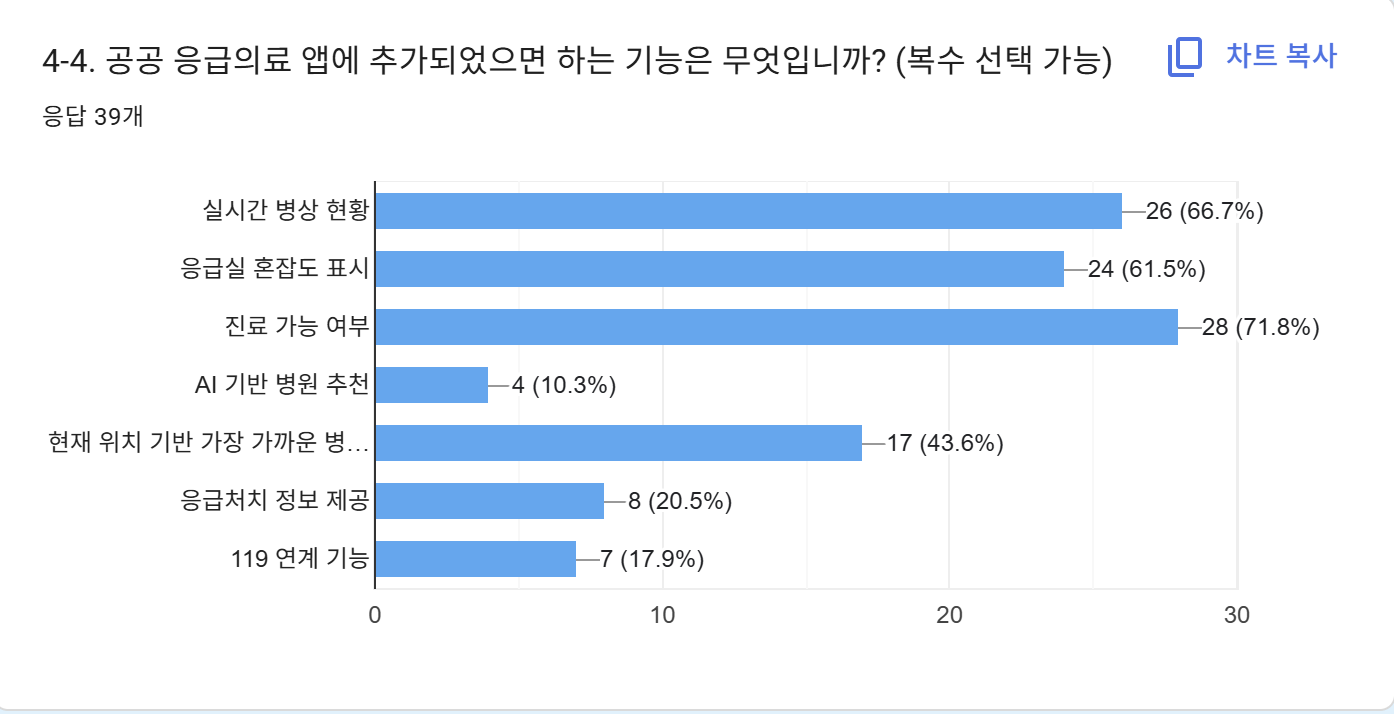 4-4. 공공 응급의료 앱에 추가되었으면 하는 기능은 무엇입니까? (복수 선택 가능)
차트 복사
응답 39개
실시간 병상 현황
26 (66.7%)
응급실 혼잡도 표시
24 (61.5%)
진료 가능 여부
28 (71.8%)
AI 기반 병원 추천
4 (10.3%)
현재 위치 기반 가장 가까운 병…
17 (43.6%)
응급처치 정보 제공
8 (20.5%)
119 연계 기능
7 (17.9%)
0 10 20 30